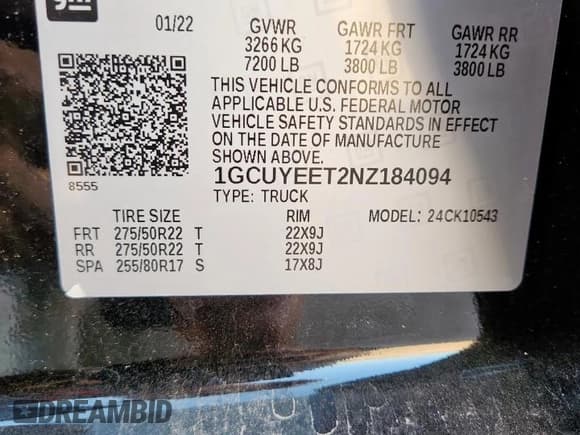 gm
01/22 GVWR GAWR FRT GAWR RR
3266 KG 1724 KG 1724 KG
7200 LB 3800 LB 3800 LB
THIS VEHICLE CONFORMS TO ALL
APPLICABLE U.S. FEDERAL MOTOR
VEHICLE SAFETY STANDARDS IN EFFECT
ON THE DATE OF MANUFACTURE
SHOWN ABOVE.
8555
1GCUYEET2NZ184094
TYPE: TRUCK
TIRE SIZE RIM MODEL: 24CK10543
FRT 275/50R22 T 22X9J
RR 275/50R22 T 22X9J
SPA 255/80R17 S 17X8J
DREAMBID